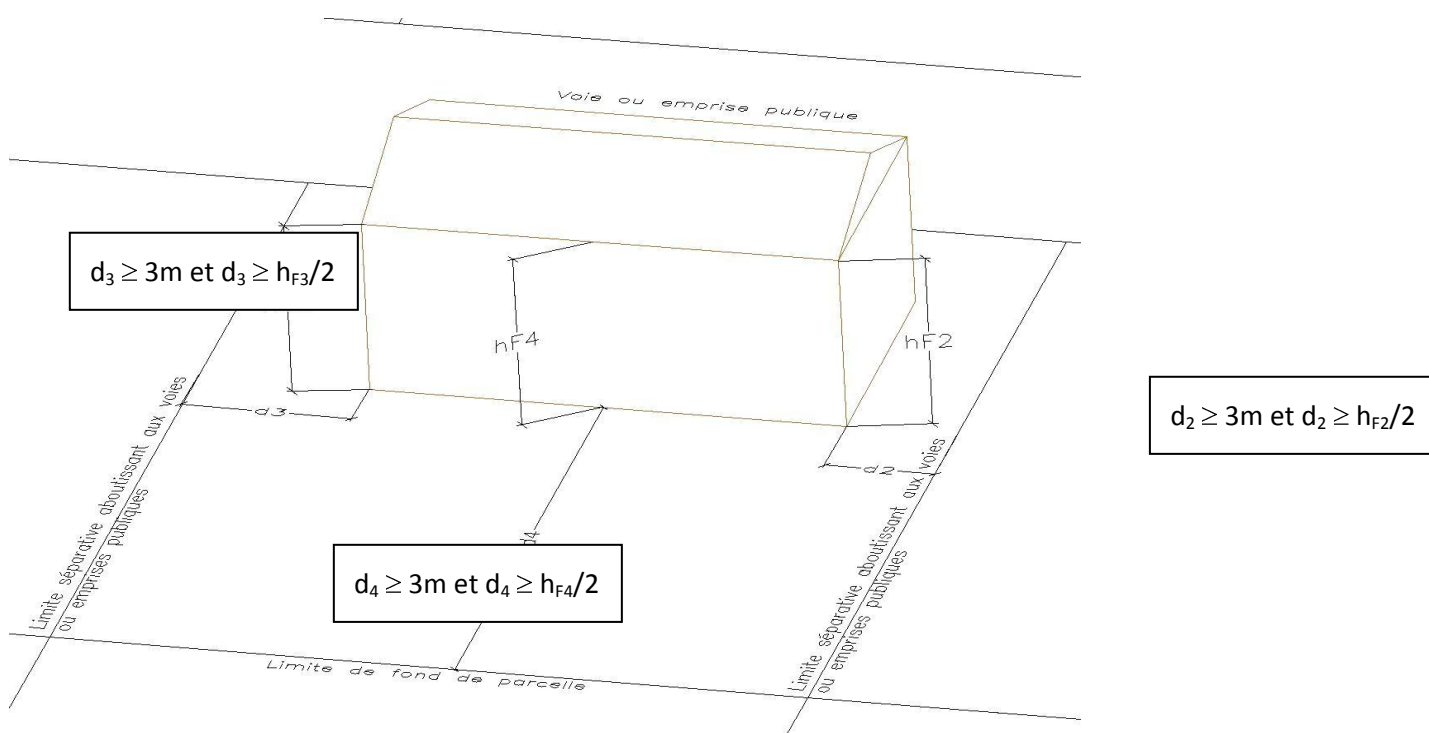 Voie ou emprise publique
d₃ ≥ 3m et d₃ ≥ hF3/2
hF4
hF2
d3
d2
d₂ ≥ 3m et d₂ ≥ hF2/2
Limite séparative aboutissant aux voies
ou emprises publiques
d4
d₄ ≥ 3m et d₄ ≥ hF4/2
Limite séparative aboutissant aux voies
ou emprises publiques
Limite de fond de parcelle